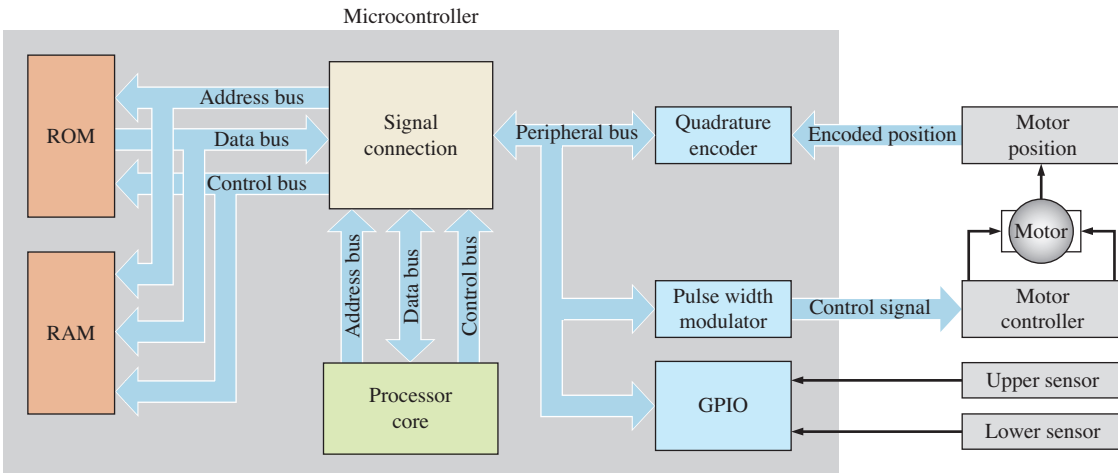 Microcontroller
ROM
Address bus
Data bus
Control bus
Signal
connection
Peripheral bus
Quadrature
encoder
Encoded position
Motor
position
Motor
RAM
Address bus
Data bus
Control bus
Pulse width
modulator
Control signal
Motor
controller
Processor
core
GPIO
Upper sensor
Lower sensor